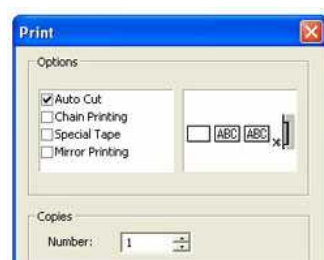 Print
Options
Auto Cut
Chain Printing
Special Tape
Mirror Printing
ABC ABC
Copies
Number: 1